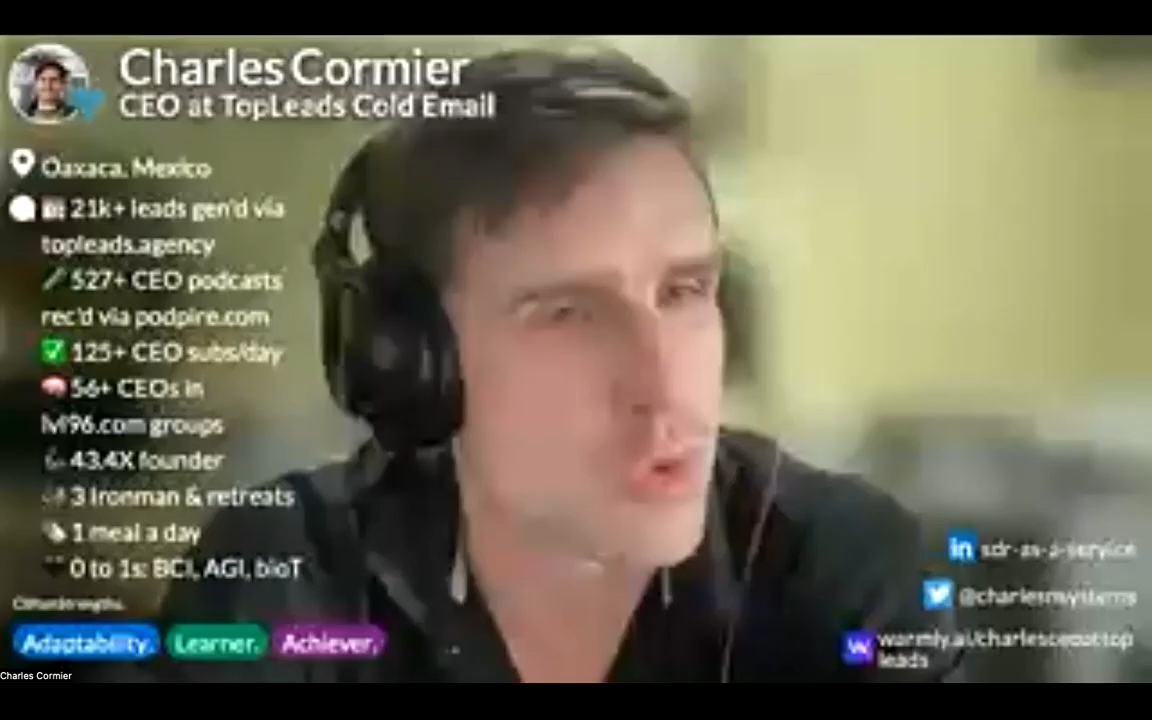 Charles Cormier
CEO at TopLeads Cold Email
Oaxaca, Mexico
21k+ leads gen'd via
topleads.agency
527+ CEO podcasts
rec'd via podpire.com
125+ CEO subs/day
56+ CEOs in
lvl96.com groups
43.4X founder
3 Ironman & retreats
1 meal a day
0 to 1s: BCI, AGI, bioT
CliftonStrengths.
Adaptability. Learner. Achiever.
in sdr-as-a-service
@charlesmystems
W warmly.ai/charlesceoattop
leads
Charles Cormier